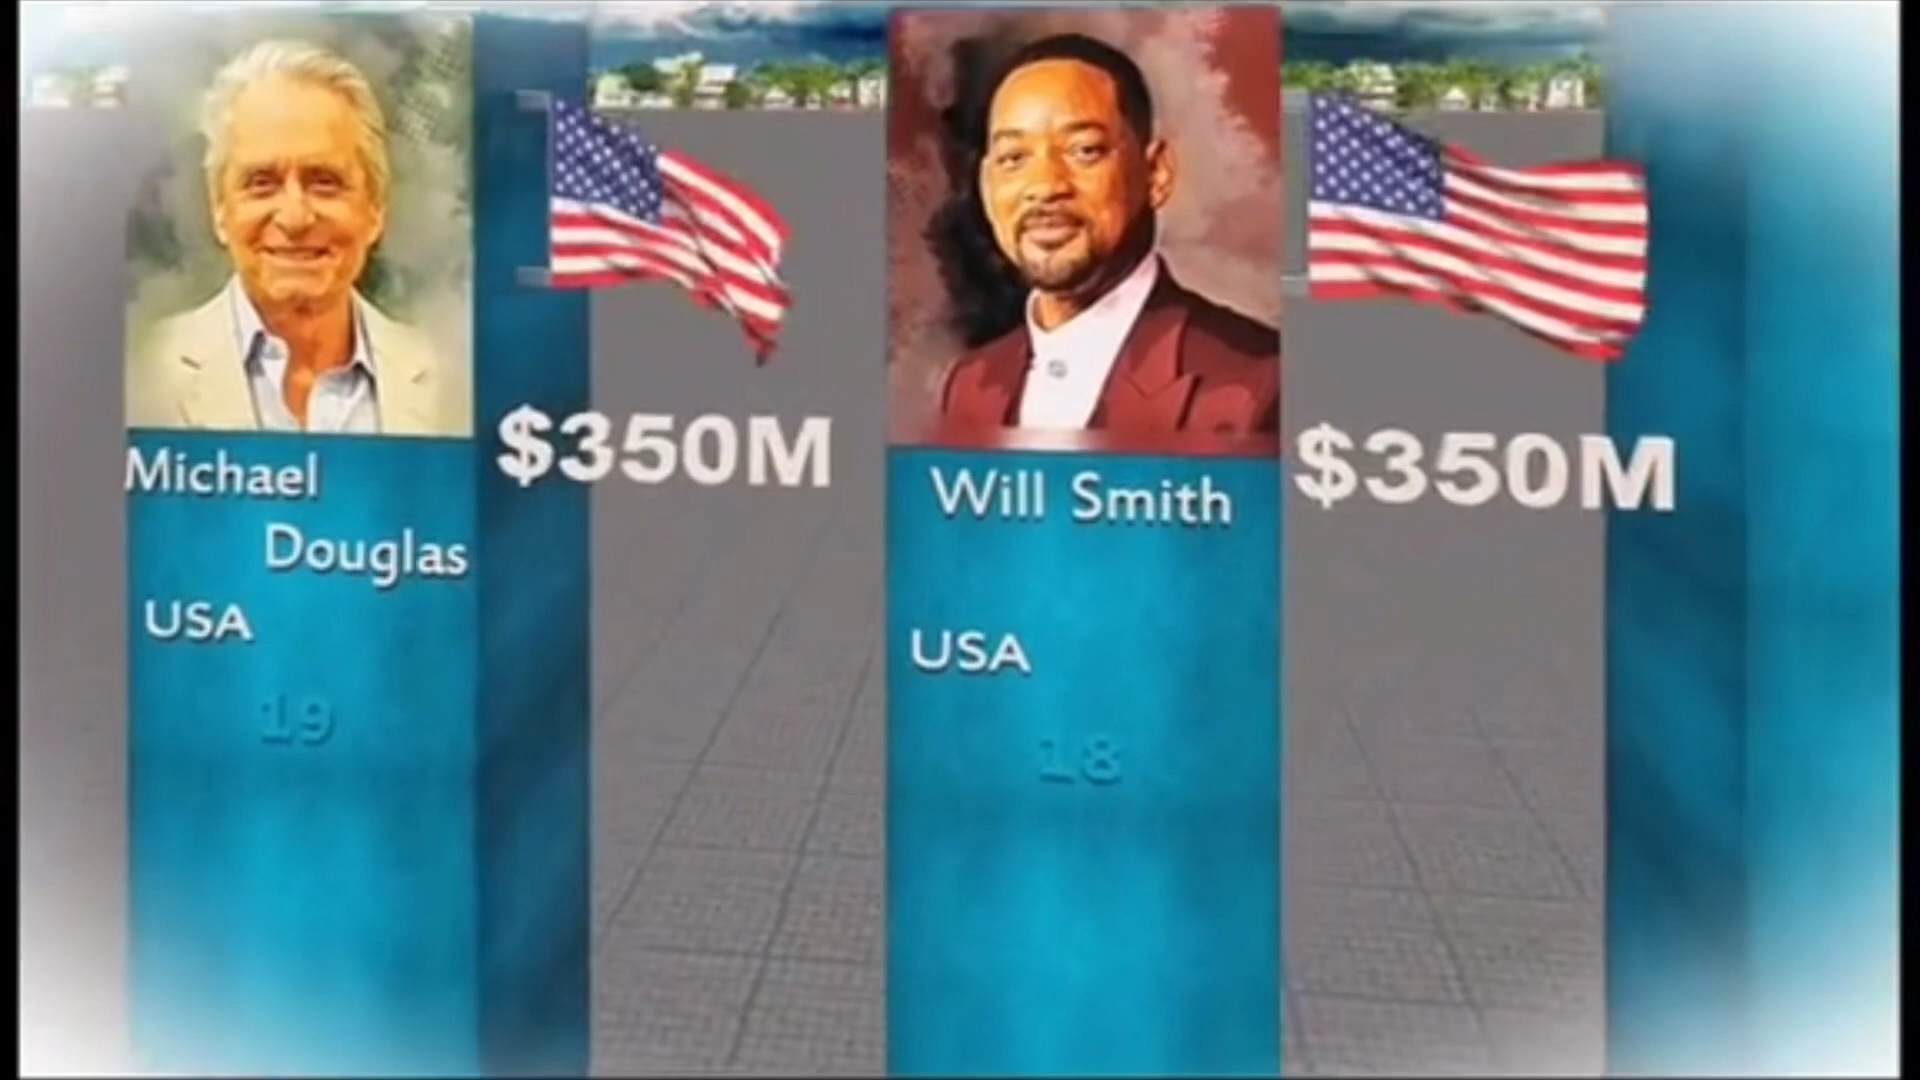 Michael
Douglas
USA
19
$350M
Will Smith
USA
18
$350M